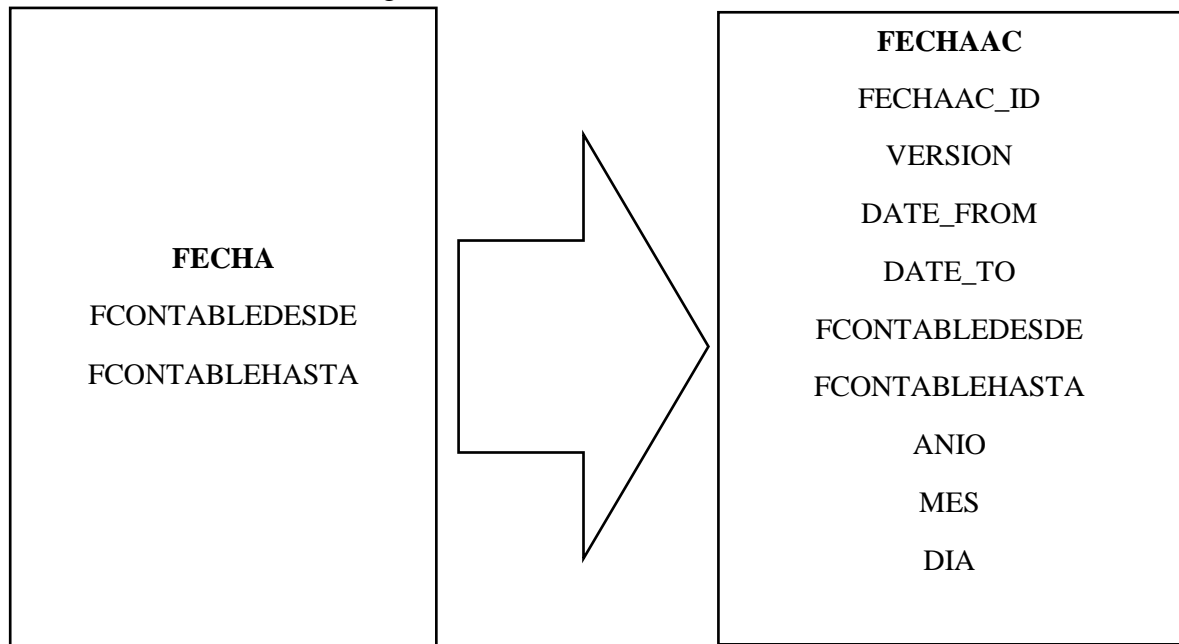 FECHA
FCONTABLEDESDE
FCONTABLEHASTA
FECHAAC
FECHAAC_ID
VERSION
DATE_FROM
DATE_TO
FCONTABLEDESDE
FCONTABLEHASTA
ANIO
MES
DIA